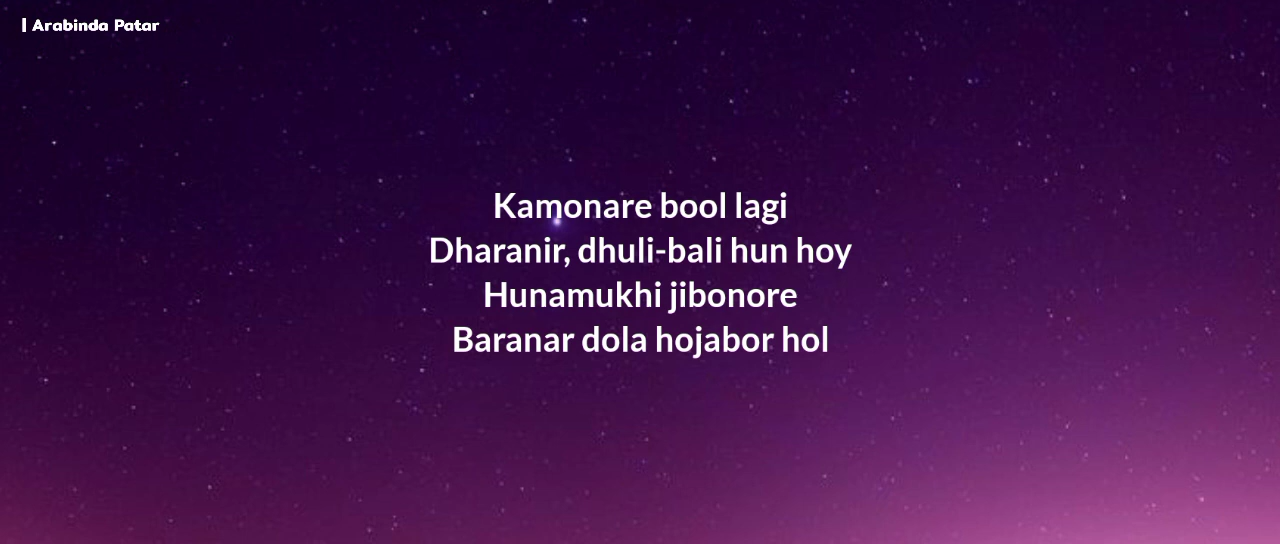 | Arabinda Patar
Kamonare bool lagi
Dharanir, dhuli-bali hun hoy
Hunamukhi jibonore
Baranar dola hojabor hol